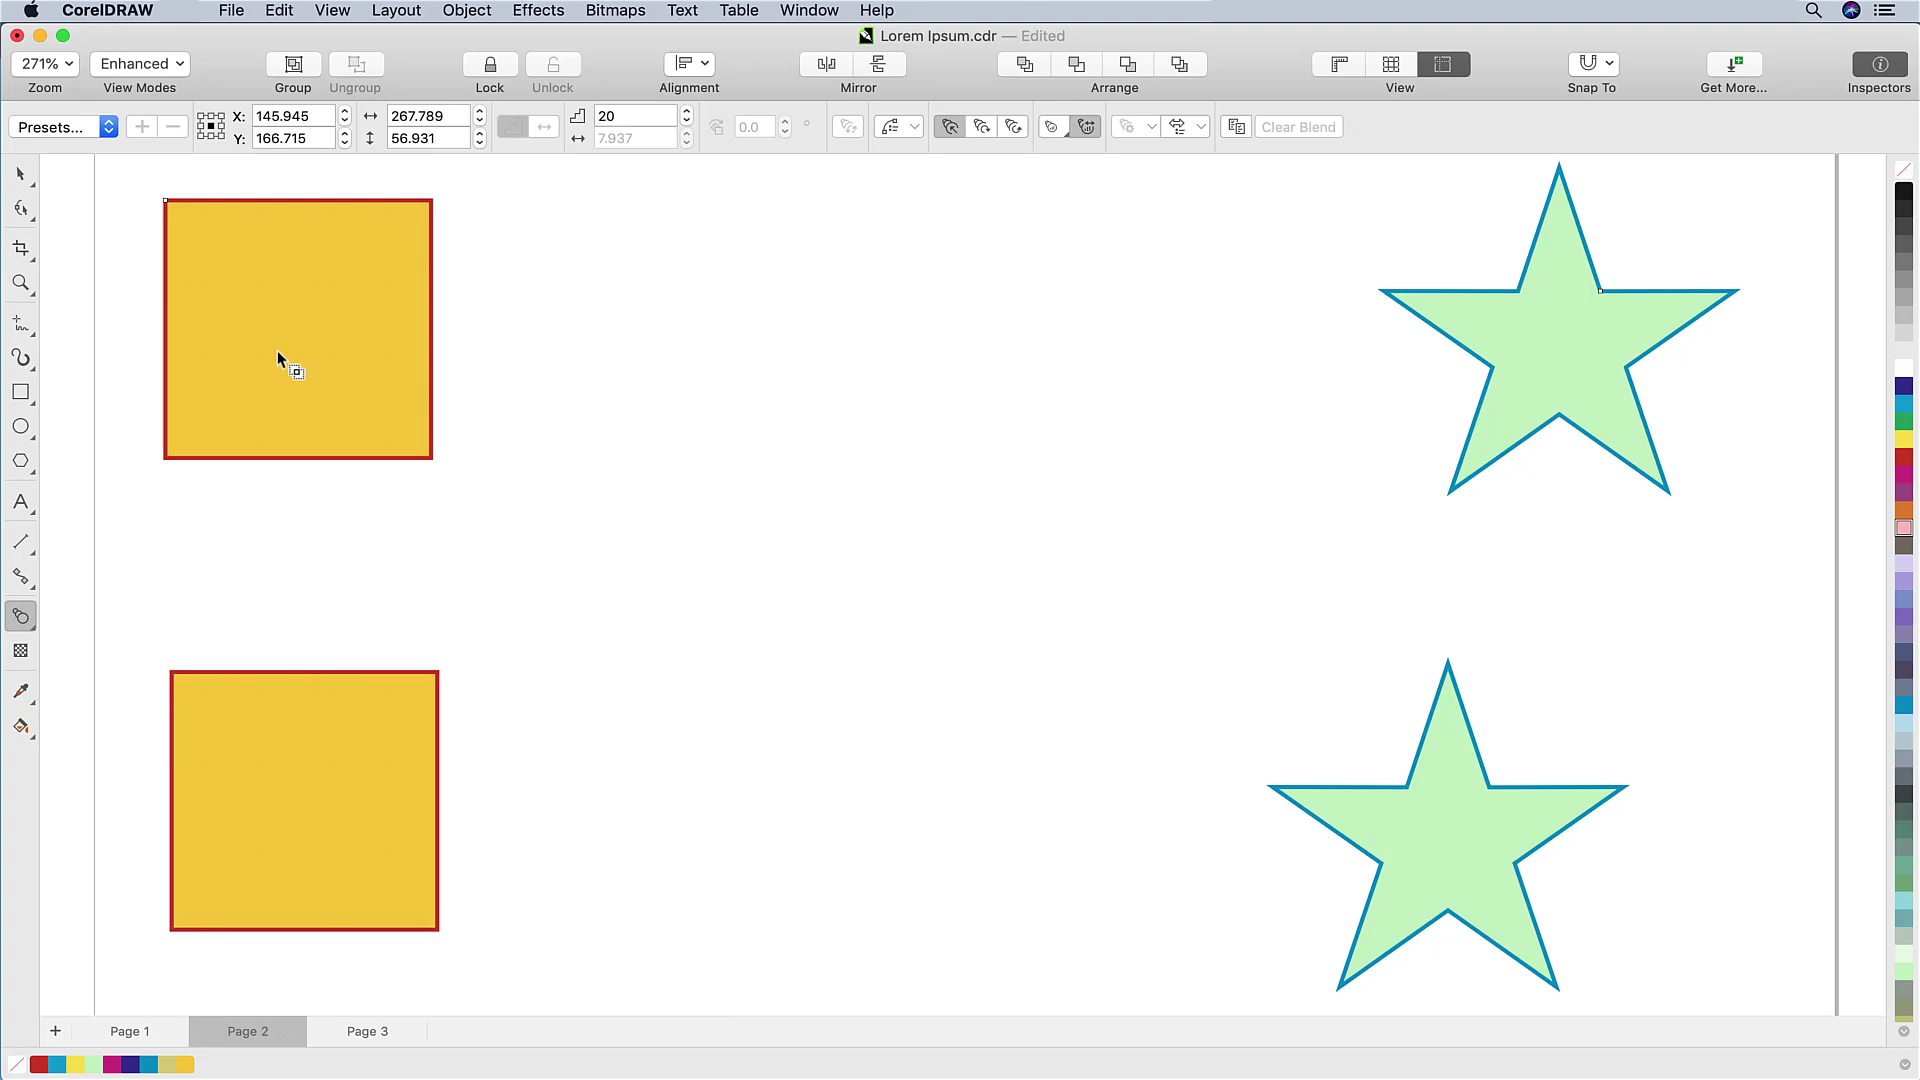 CorelDRAW File Edit View Layout Object Effects Bitmaps Text Table Window Help
Lorem Ipsum.cdr — Edited
271% Enhanced
Zoom View Modes Group Ungroup Lock Unlock Alignment Mirror Arrange View Snap To Get More... Inspectors
Presets... X: 145.945 267.789 20 0.0 ° Clear Blend
Y: 166.715 56.931 7.937
Page 1 Page 2 Page 3